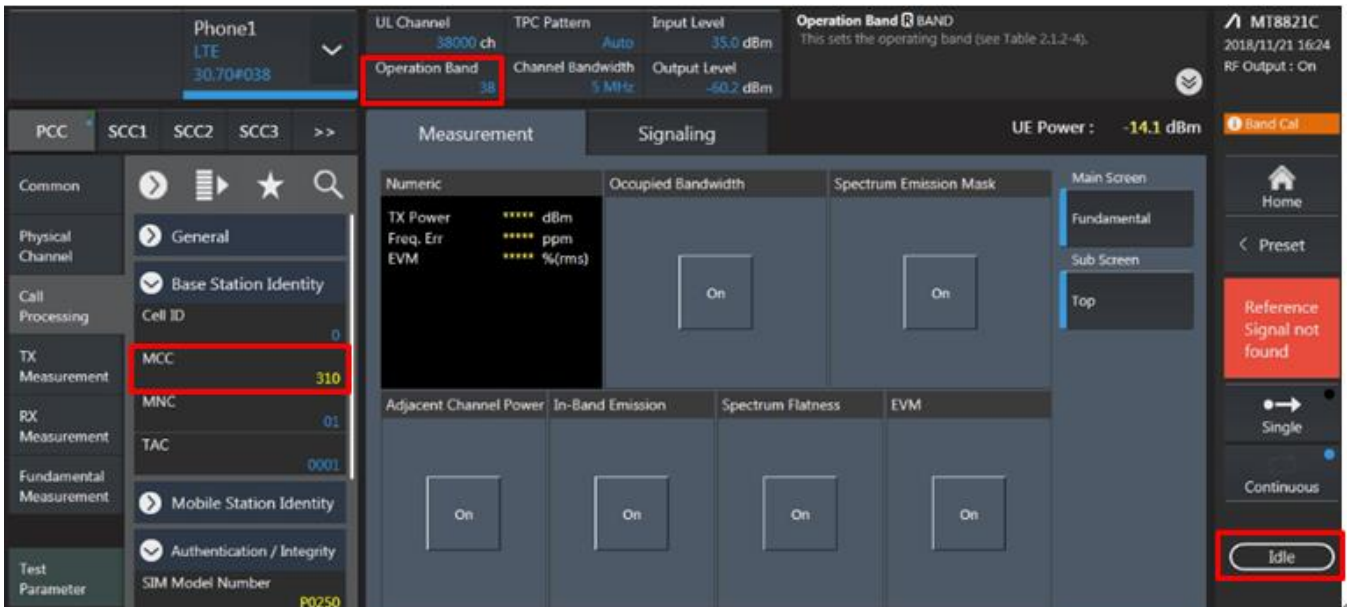 Phone1
LTE
30.70#038
UL Channel
38000 ch
TPC Pattern
Auto
Input Level
35.0 dBm
Operation Band
38
Channel Bandwidth
5 MHz
Output Level
-60.2 dBm
Operation Band R BAND
This sets the operating band (see Table 2.1.2-4).
MT8821C
2018/11/21 16:24
RF Output : On
PCC
SCC1
SCC2
SCC3
>>
Measurement
Signaling
UE Power : -14.1 dBm
Band Cal
Common
Physical
Channel
Call
Processing
TX
Measurement
RX
Measurement
Fundamental
Measurement
Test
Parameter
General
Base Station Identity
Cell ID
0
MCC
310
MNC
01
TAC
0001
Mobile Station Identity
Authentication / Integrity
SIM Model Number
P0250
Numeric
TX Power ***** dBm
Freq. Err ***** ppm
EVM ***** %(rms)
Occupied Bandwidth
On
Spectrum Emission Mask
On
Main Screen
Fundamental
Sub Screen
Top
Adjacent Channel Power
On
In-Band Emission
On
Spectrum Flatness
On
EVM
On
Home
< Preset
Reference
Signal not
found
Single
Continuous
Idle